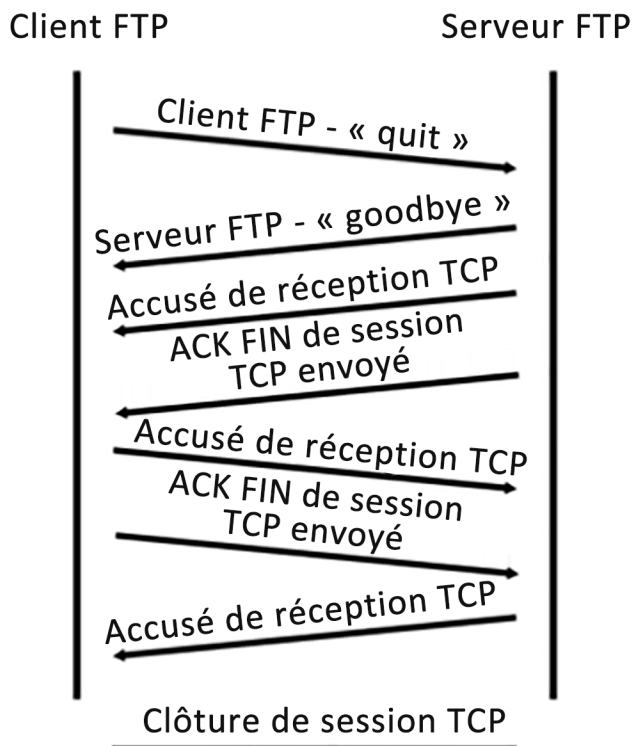 Client FTP
Serveur FTP
Client FTP - « quit »
Serveur FTP - « goodbye »
Accusé de réception TCP
ACK FIN de session
TCP envoyé
Accusé de réception TCP
ACK FIN de session
TCP envoyé
Accusé de réception TCP
Clôture de session TCP